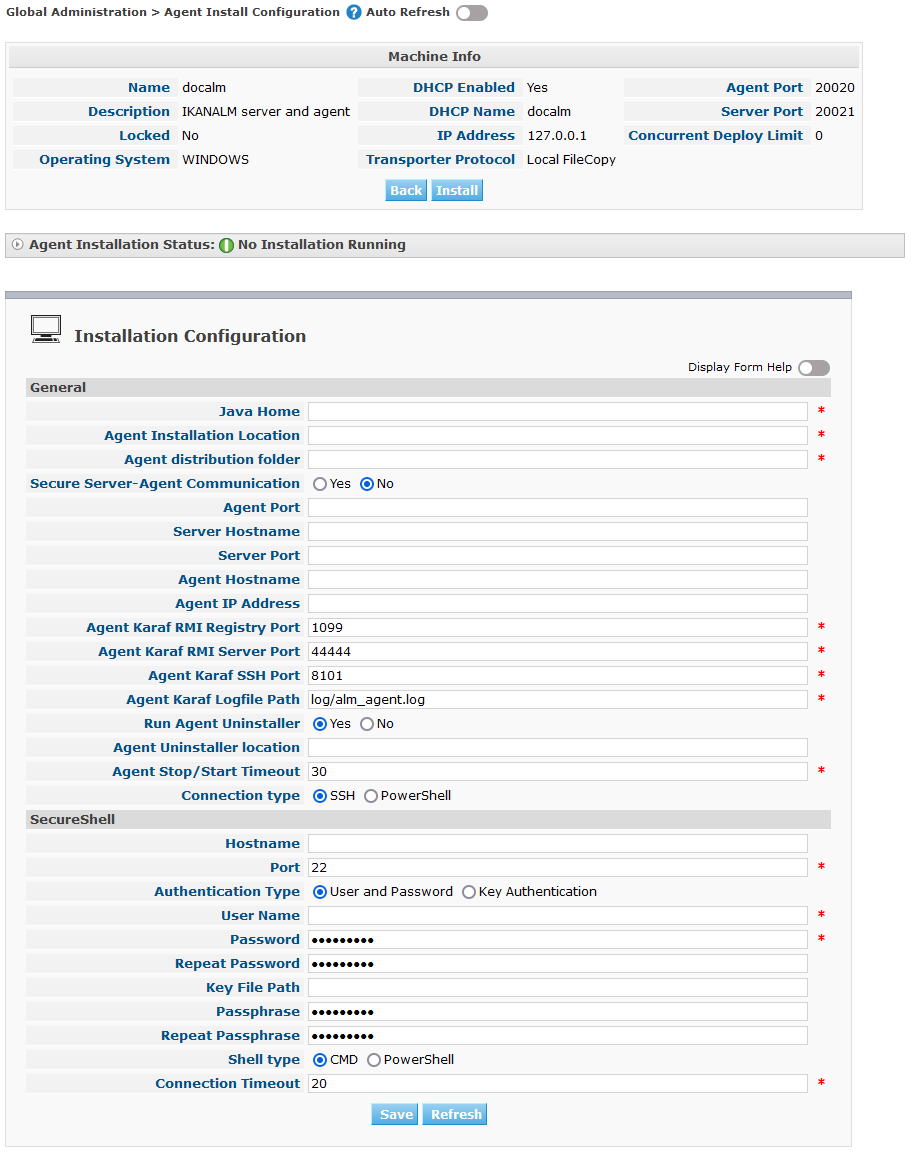 Global Administration > Agent Install Configuration ? Auto Refresh
Machine Info
Name docalm DHCP Enabled Yes Agent Port 20020
Description IKANALM server and agent DHCP Name docalm Server Port 20021
Locked No IP Address 127.0.0.1 Concurrent Deploy Limit 0
Operating System WINDOWS Transporter Protocol Local FileCopy
Back Install
Agent Installation Status: No Installation Running
Installation Configuration
Display Form Help
General
Java Home *
Agent Installation Location *
Agent distribution folder *
Secure Server-Agent Communication Yes No
Agent Port
Server Hostname
Server Port
Agent Hostname
Agent IP Address
Agent Karaf RMI Registry Port 1099 *
Agent Karaf RMI Server Port 44444 *
Agent Karaf SSH Port 8101 *
Agent Karaf Logfile Path log/alm_agent.log *
Run Agent Uninstaller Yes No
Agent Uninstaller location
Agent Stop/Start Timeout 30 *
Connection type SSH PowerShell
SecureShell
Hostname
Port 22 *
Authentication Type User and Password Key Authentication
User Name *
Password ●●●●●●●●● *
Repeat Password ●●●●●●●●●
Key File Path
Passphrase ●●●●●●●●●
Repeat Passphrase ●●●●●●●●●
Shell type CMD PowerShell
Connection Timeout 20 *
Save Refresh